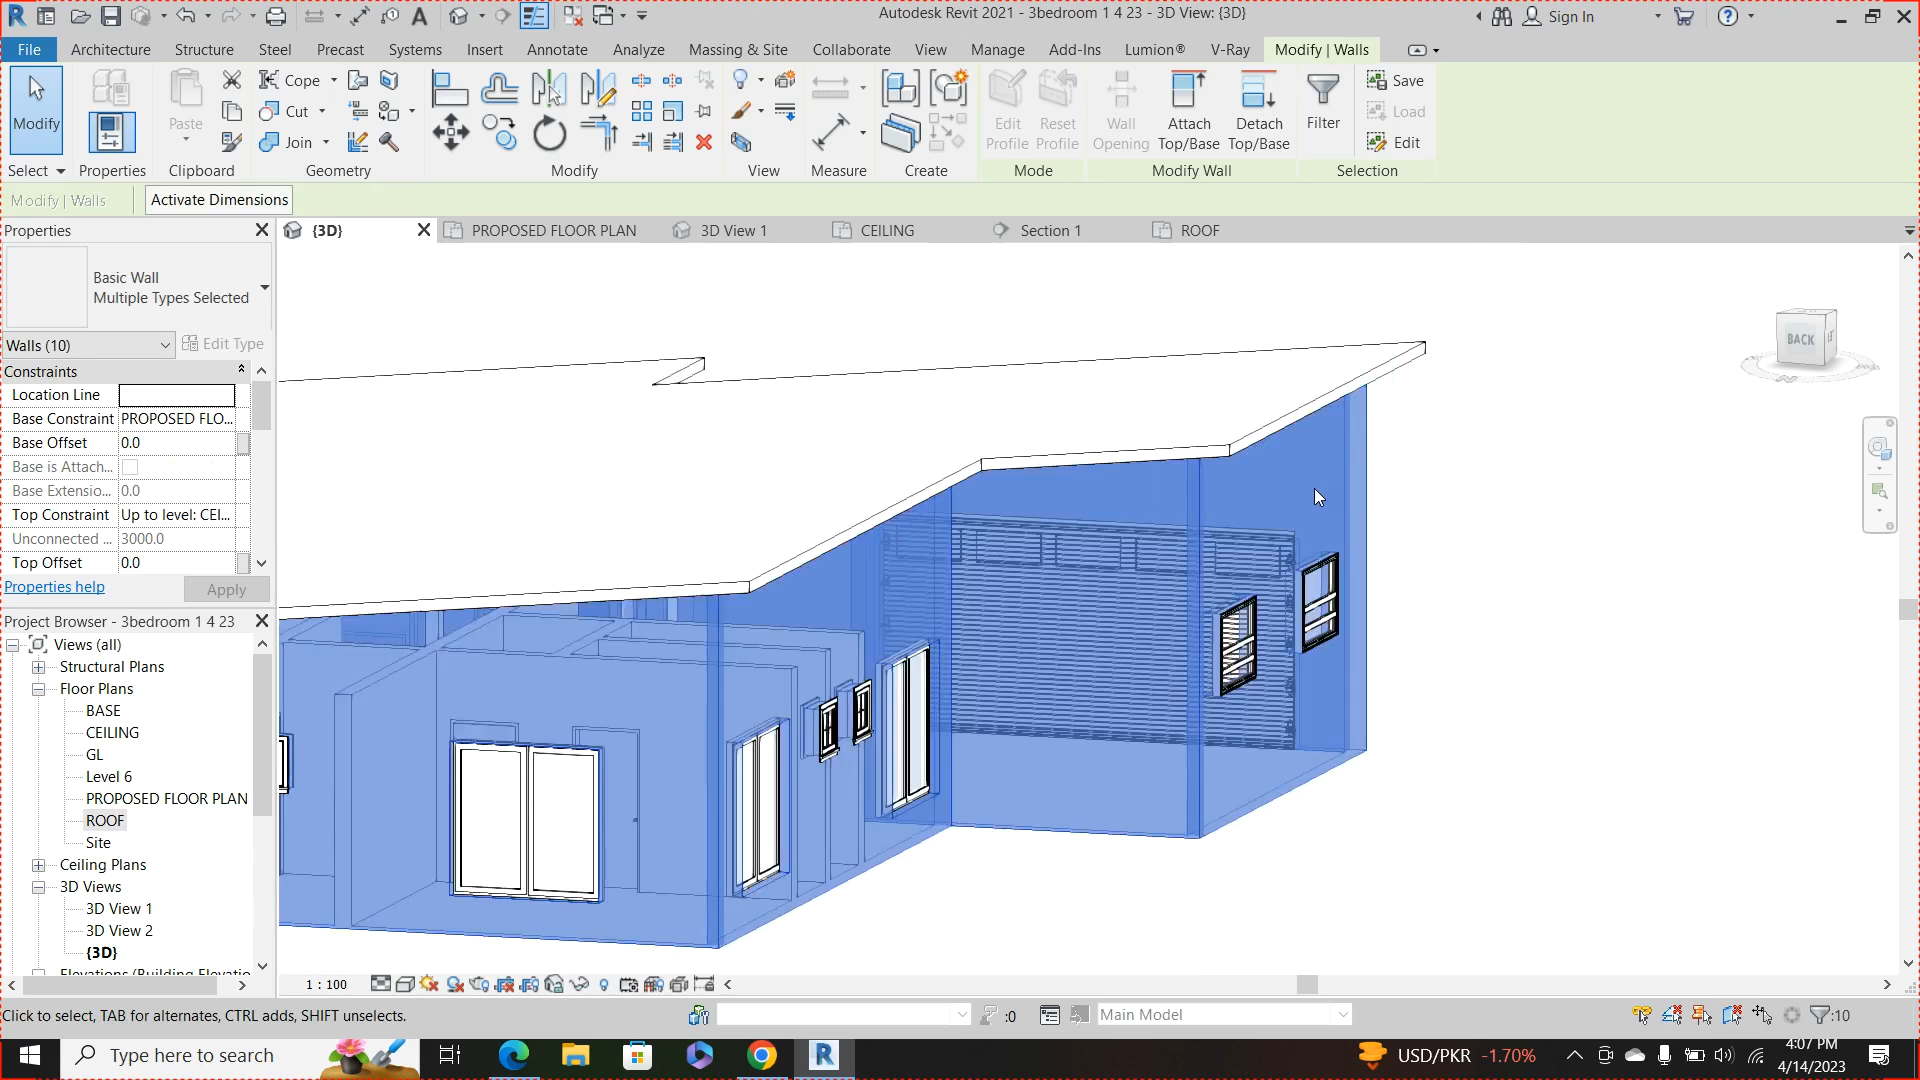 Autodesk Revit 2021 - 3bedroom 1 4 23 - 3D View: {3D}
Sign In
File Architecture Structure Steel Precast Systems Insert Annotate Analyze Massing & Site Collaborate View Manage Add-Ins Lumion® V-Ray Modify | Walls
Modify
Paste
Cope
Cut
Join
Edit Profile
Reset Profile
Wall Opening
Attach Top/Base
Detach Top/Base
Filter
Save
Load
Edit
Select Properties Clipboard Geometry Modify View Measure Create Mode Modify Wall Selection
Modify | Walls Activate Dimensions
Properties
{3D} PROPOSED FLOOR PLAN 3D View 1 CEILING Section 1 ROOF
Basic Wall
Multiple Types Selected
Walls (10) Edit Type
Constraints
Location Line
Base Constraint PROPOSED FLO...
Base Offset 0.0
Base is Attach...
Base Extensio... 0.0
Top Constraint Up to level: CEI...
Unconnected ... 3000.0
Top Offset 0.0
Properties help Apply
Project Browser - 3bedroom 1 4 23
Views (all)
Structural Plans
Floor Plans
BASE
CEILING
GL
Level 6
PROPOSED FLOOR PLAN
ROOF
Site
Ceiling Plans
3D Views
3D View 1
3D View 2
{3D}
Elevations (Building Elevatio
BACK
1 : 100
Click to select, TAB for alternates, CTRL adds, SHIFT unselects.
:0
Main Model
:10
Type here to search
USD/PKR -1.70%
4:07 PM
4/14/2023